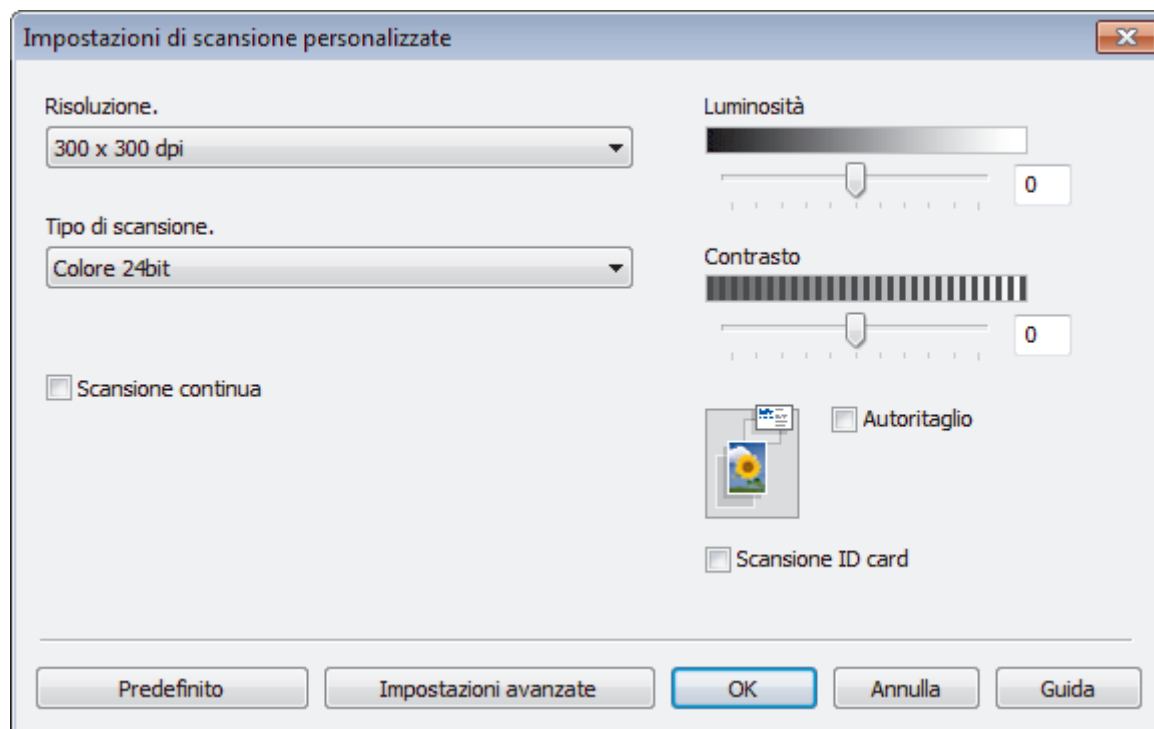 Impostazioni di scansione personalizzate
Risoluzione.
300 x 300 dpi
Tipo di scansione.
Colore 24bit
Scansione continua
Luminosità
0
Contrasto
0
Autoritaglio
Scansione ID card
Predefinito
Impostazioni avanzate
OK
Annulla
Guida